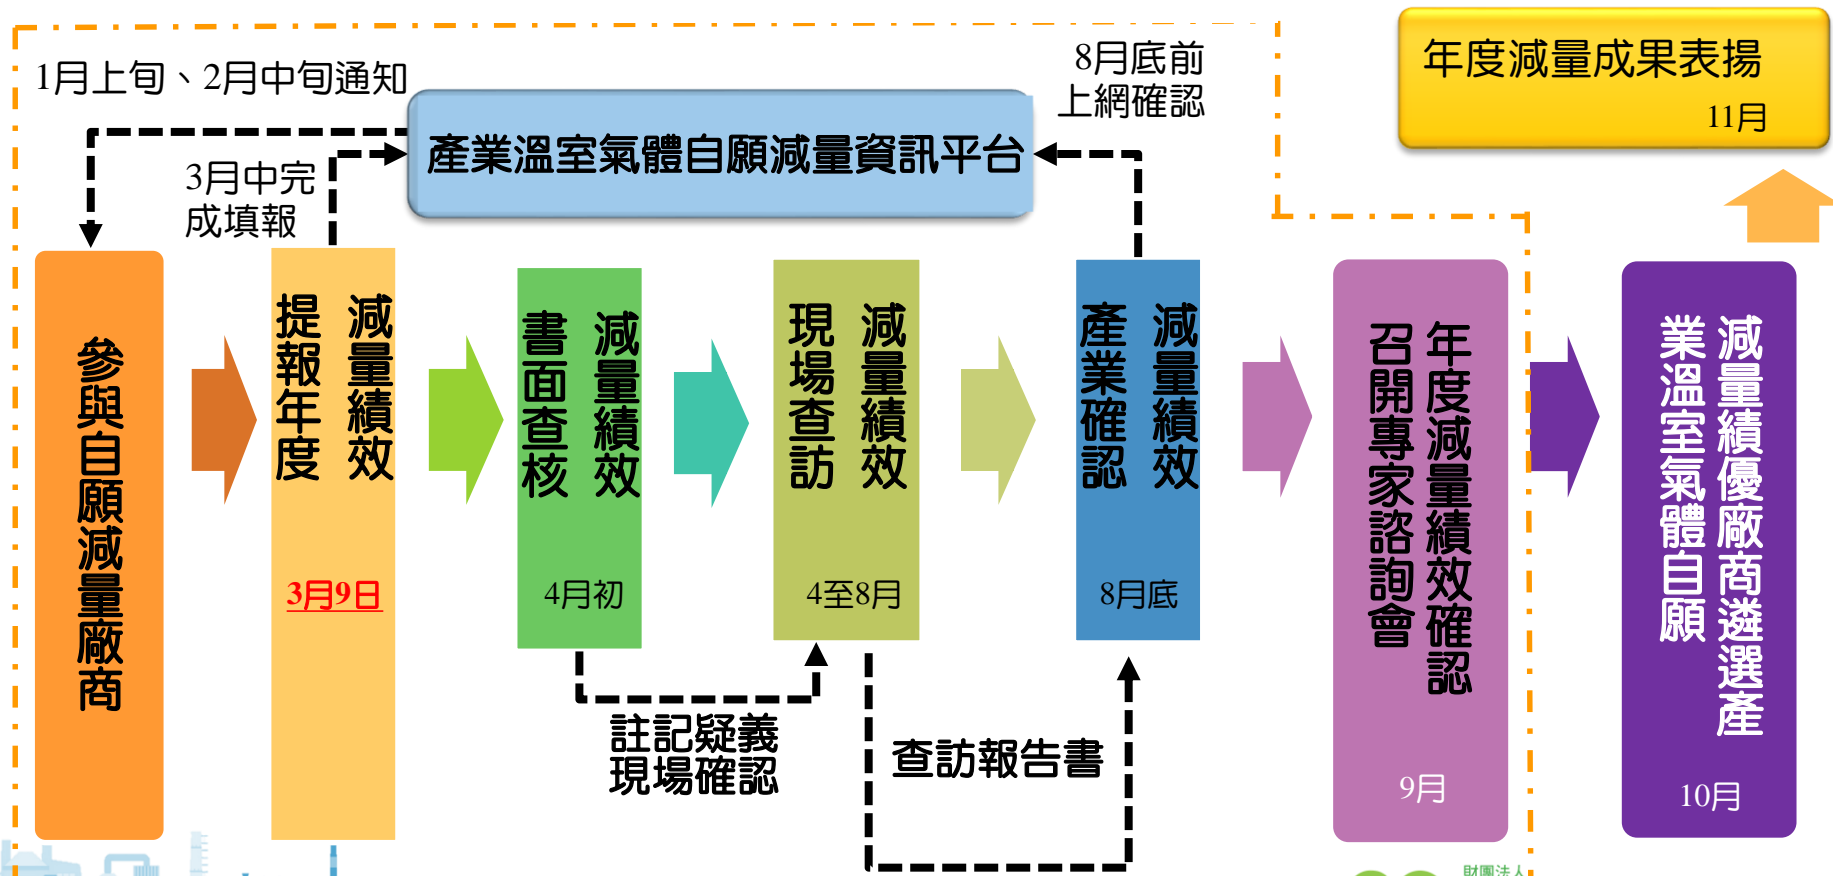 1月上旬、2月中旬通知
8月底前
上網確認
年度減量成果表揚
11月
產業溫室氣體自願減量資訊平台
3月中完
成填報
參與自願減量廠商
提報年度
減量績效
3月9日
書面查核
減量績效
4月初
現場查訪
減量績效
4至8月
產業確認
減量績效
8月底
召開專家諮詢會
年度減量績效確認
9月
業溫室氣體自願
減量績優廠商遴選產
10月
註記疑義
現場確認
查訪報告書
財團法人